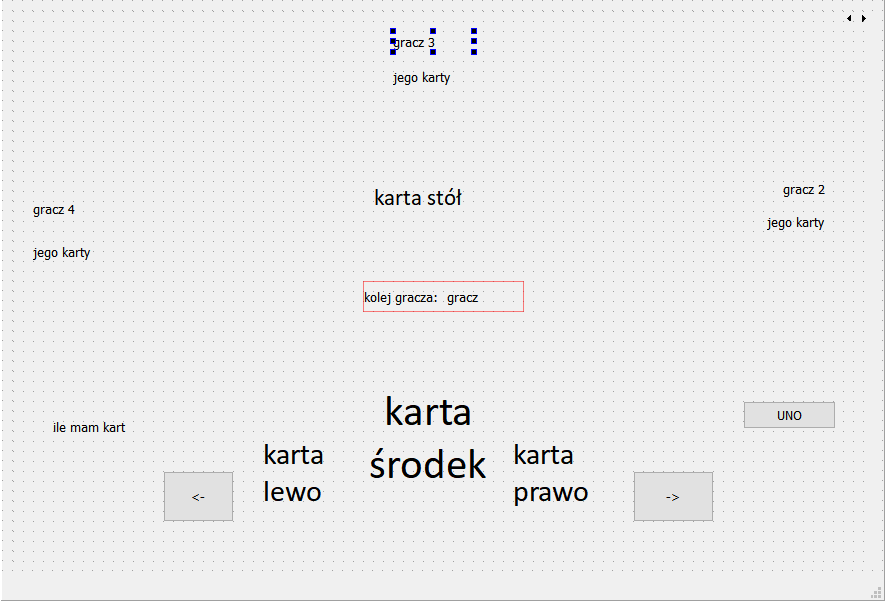 gracz 3
jego karty
karta stół
gracz 2
gracz 4
jego karty
jego karty
kolej gracza: gracz
karta
środek
UNO
ile mam kart
karta
lewo
karta
prawo
<-
->